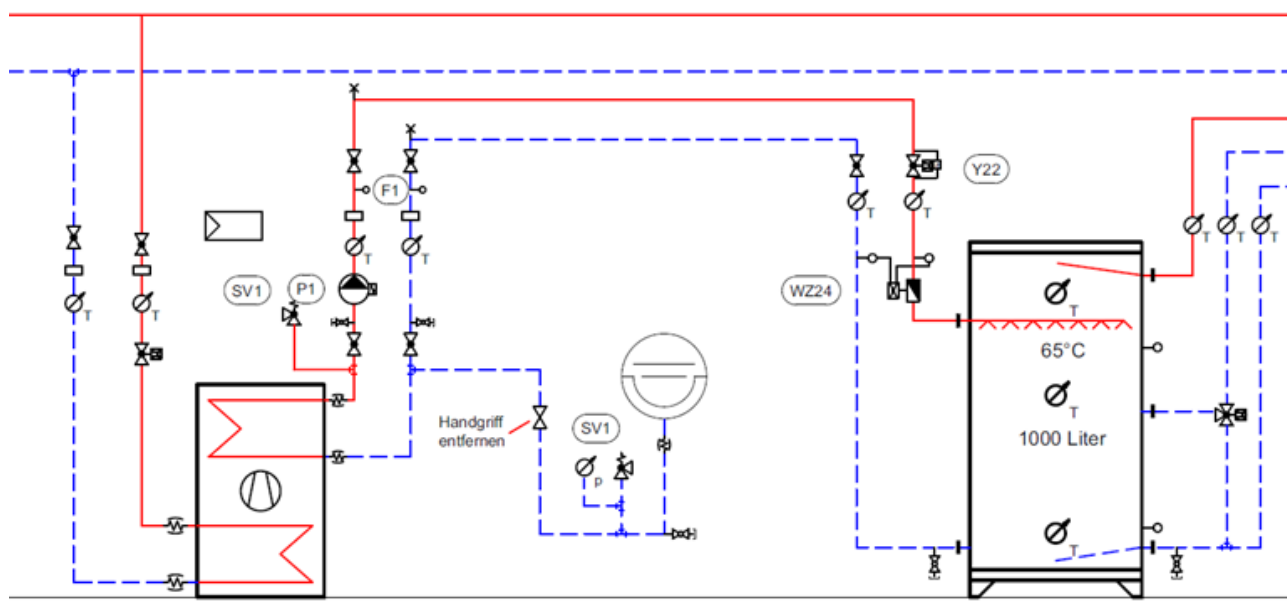 Y22
F1
T
T
T
T
T
T
T
T
T
SV1
P1
WZ24
T
T
T
65°C
T
1000 Liter
Handgriff
entfernen
SV1
p
T